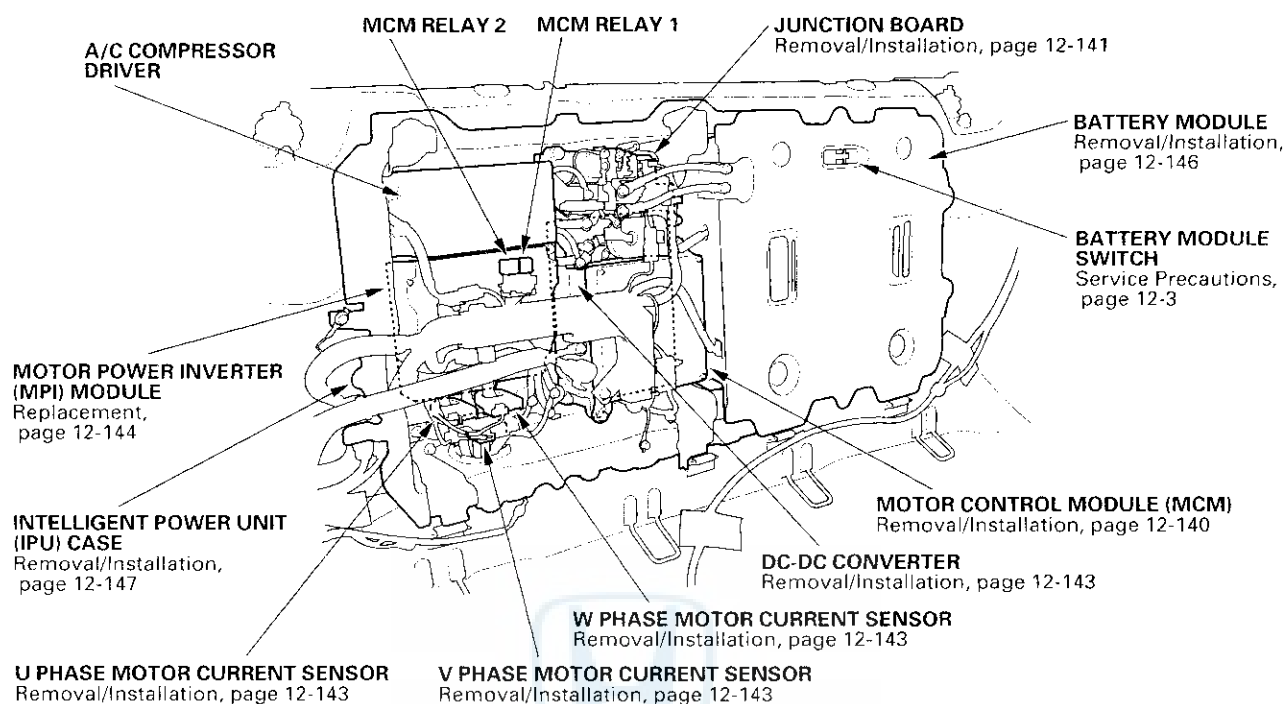 MCM RELAY 2
MCM RELAY 1
JUNCTION BOARD
Removal/Installation, page 12-141
A/C COMPRESSOR
DRIVER
BATTERY MODULE
Removal/Installation,
page 12-146
BATTERY MODULE
SWITCH
Service Precautions,
page 12-3
MOTOR POWER INVERTER
(MPI) MODULE
Replacement,
page 12-144
INTELLIGENT POWER UNIT
(IPU) CASE
Removal/Installation,
page 12-147
MOTOR CONTROL MODULE (MCM)
Removal/Installation, page 12-140
DC-DC CONVERTER
Removal/Installation, page 12-143
W PHASE MOTOR CURRENT SENSOR
Removal/Installation, page 12-143
U PHASE MOTOR CURRENT SENSOR
Removal/Installation, page 12-143
V PHASE MOTOR CURRENT SENSOR
Removal/Installation, page 12-143